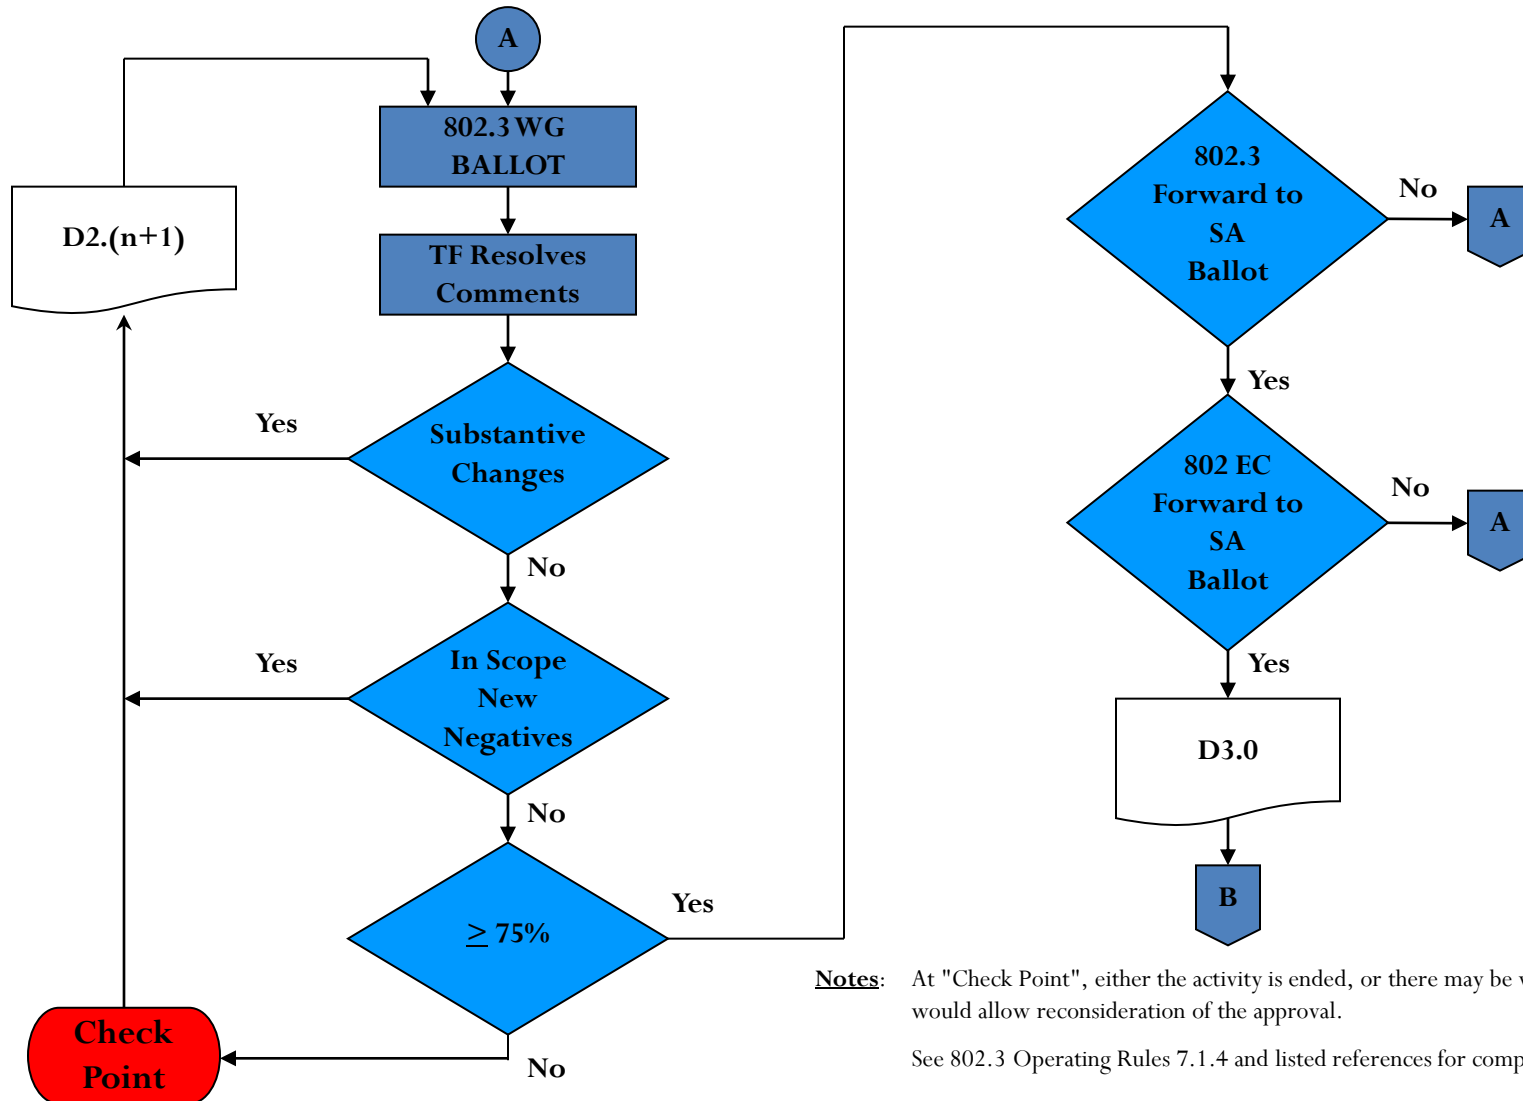 A
802.3 WG
BALLOT
D2.(n+1)
TF Resolves
Comments
Yes
Substantive
Changes
No
Yes
In Scope
New
Negatives
No
≥ 75%
Yes
No
Check
Point
802.3
Forward to
SA
Ballot
No
A
Yes
802 EC
Forward to
SA
Ballot
No
A
Yes
D3.0
B
Notes: At "Check Point", either the activity is ended, or there may be
would allow reconsideration of the approval.
See 802.3 Operating Rules 7.1.4 and listed references for